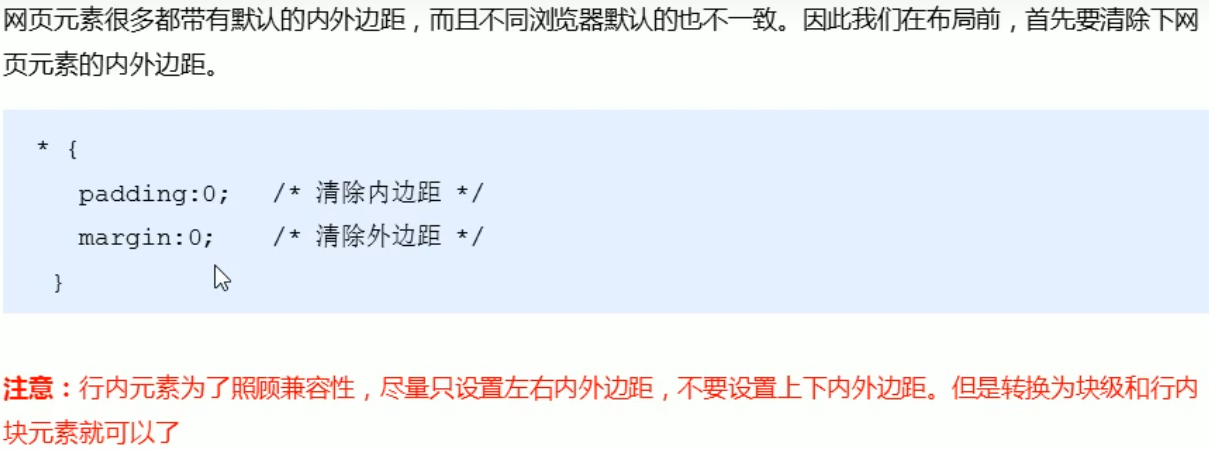 网页元素很多都带有默认的内外边距，而且不同浏览器默认的也不一致。因此我们在布局前，首先要清除下网
页元素的内外边距。
* {
padding:0; /* 清除内边距 */
margin:0; /* 清除外边距 */
}
注意：行内元素为了照顾兼容性，尽量只设置左右内外边距，不要设置上下内外边距。但是转换为块级和行内
块元素就可以了